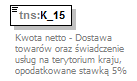 tns:K_15
Kwota netto - Dostawa
towarów oraz świadczenie
usług na terytorium kraju,
opodatkowane stawką 5%